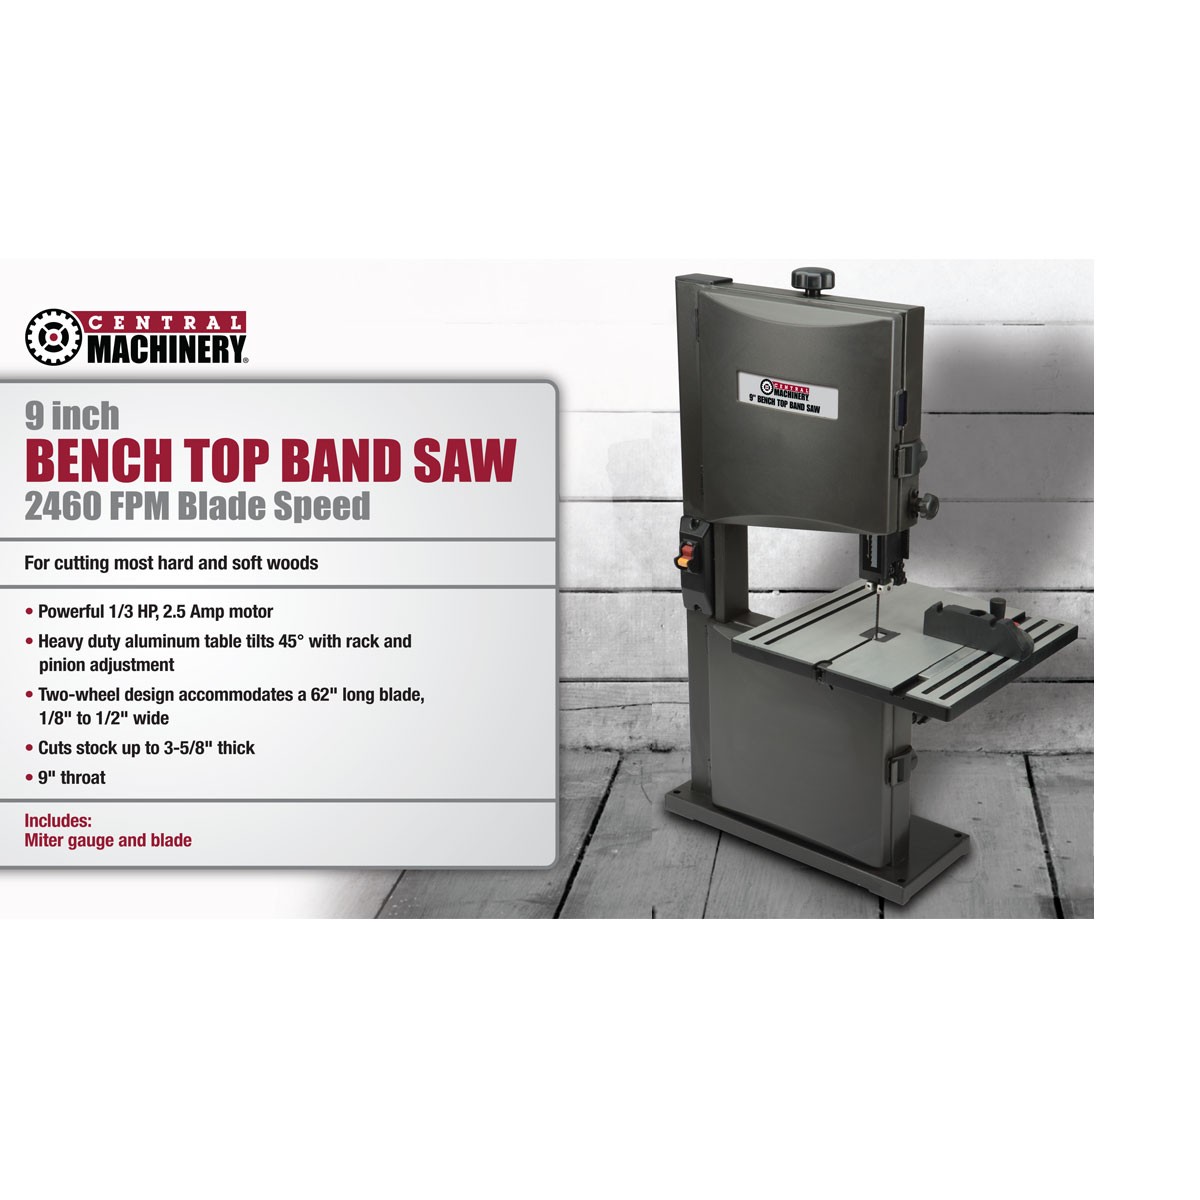 CENTRAL
MACHINERY®
9 inch
BENCH TOP BAND SAW
2460 FPM Blade Speed
For cutting most hard and soft woods
• Powerful 1/3 HP, 2.5 Amp motor
• Heavy duty aluminum table tilts 45° with rack and
pinion adjustment
• Two-wheel design accommodates a 62" long blade,
1/8" to 1/2" wide
• Cuts stock up to 3-5/8" thick
• 9" throat
Includes:
Miter gauge and blade
CENTRAL
MACHINERY
9" BENCH TOP BAND SAW